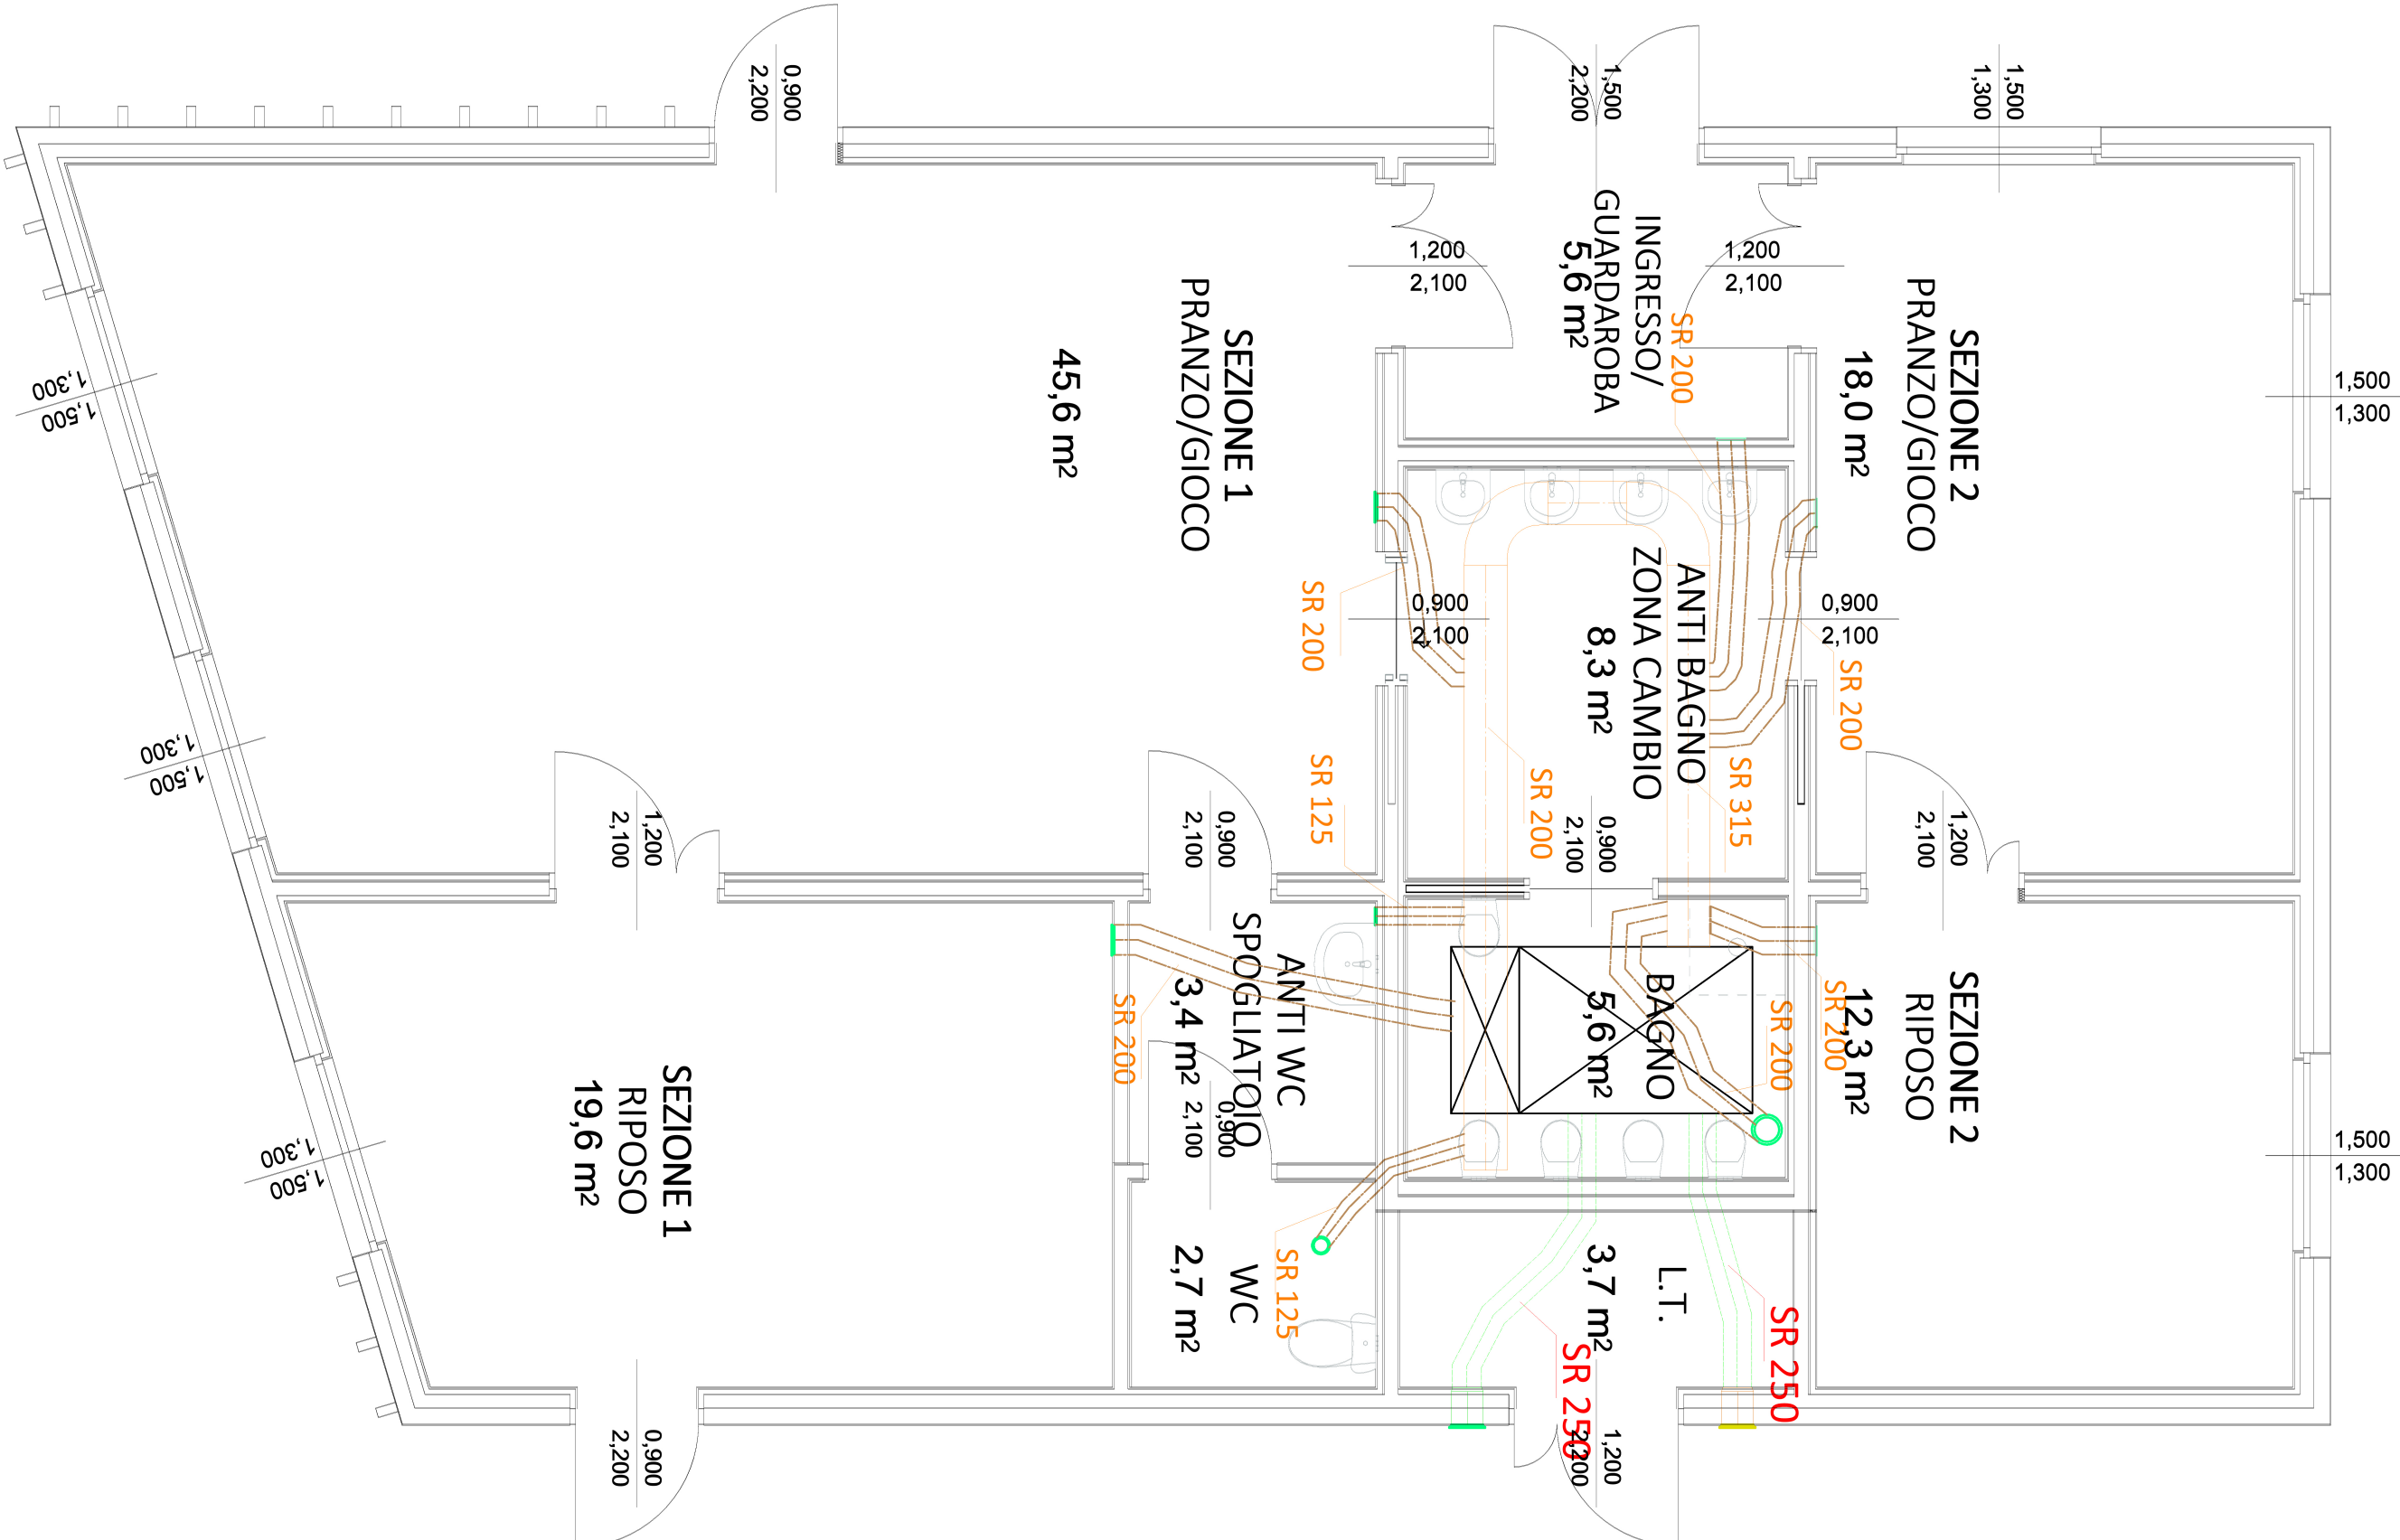 0,900
2,200
1,500
2,200
1,500
1,300
1,200
2,100
1,200
2,100
INGRESSO/
GUARDAROBA
5,6 m²
SEZIONE 1
PRANZO/GIOCO
45,6 m²
SEZIONE 2
PRANZO/GIOCO
18,0 m²
SR 200
1,500
1,300
1,300
1,500
0,900
2,100
0,900
2,100
ANTI BAGNO
ZONA CAMBIO
8,3 m²
SR 200
SR 200
1,300
1,500
SR 125
SR 200
SR 315
1,200
2,100
0,900
2,100
0,900
2,100
1,200
2,100
ANTI WC
SPOGLIATOIO
3,4 m²
BAGNO
5,6 m²
SEZIONE 2
RIPOSO
12,3 m²
SR 200
SR 200
SR 200
SEZIONE 1
RIPOSO
19,6 m²
0,900
2,100
1,300
1,500
1,500
1,300
WC
2,7 m²
SR 125
L.T.
3,7 m²
SR 250
SR 250
0,900
2,200
1,200
2,200